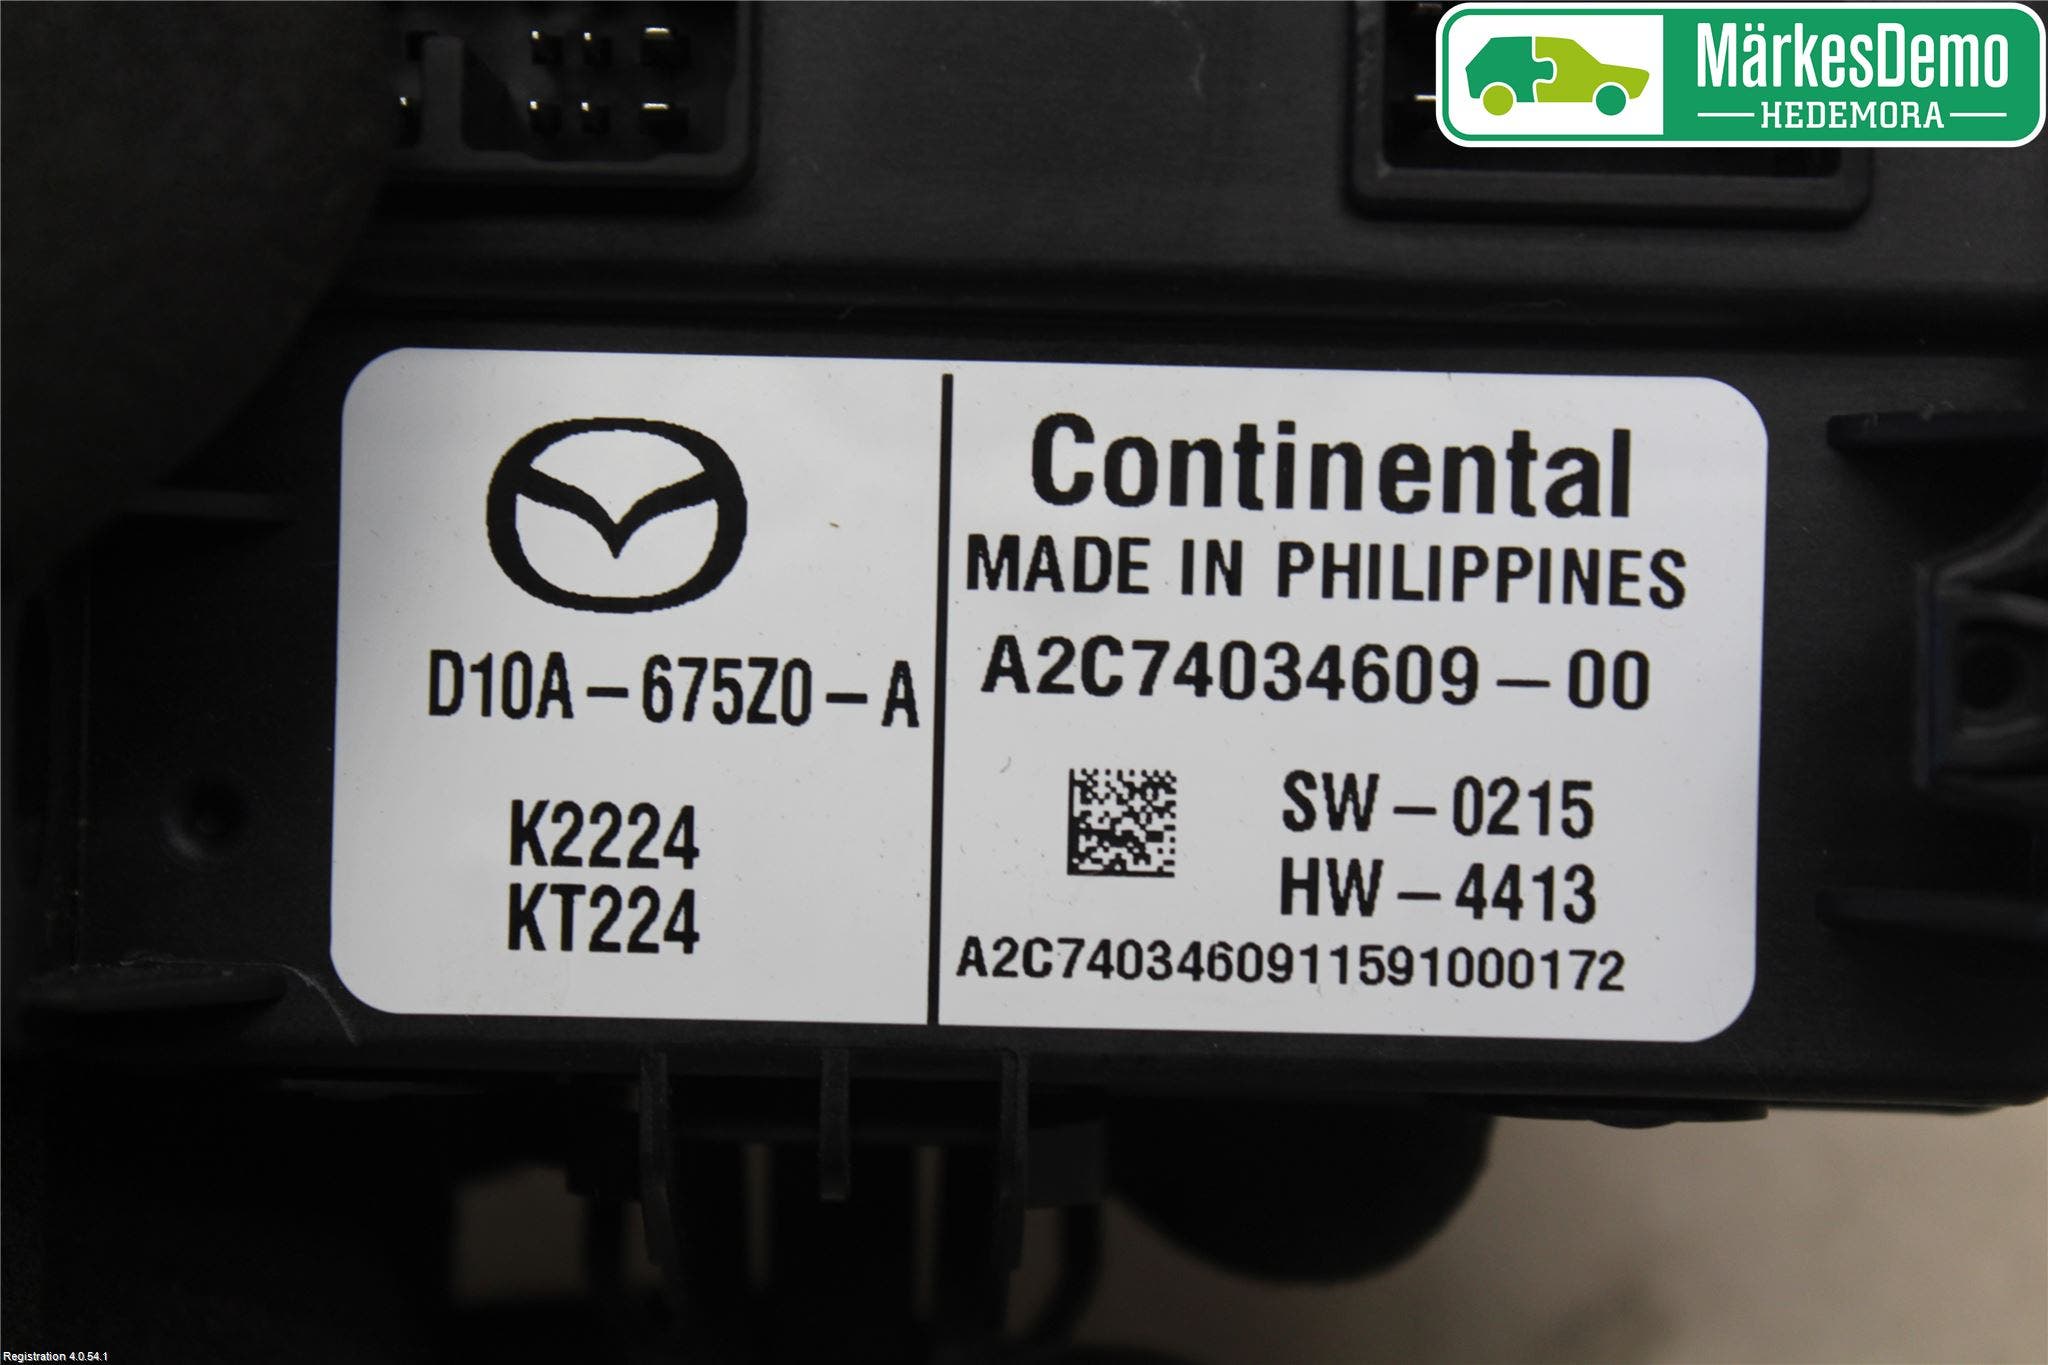 MärkesDemo
HEDEMORA
D10A-675Z0-A
K2224
KT224
Continental
MADE IN PHILIPPINES
A2C74034609-00
SW-0215
HW-4413
A2C7403460911591000172
Registration 4.0.54.1